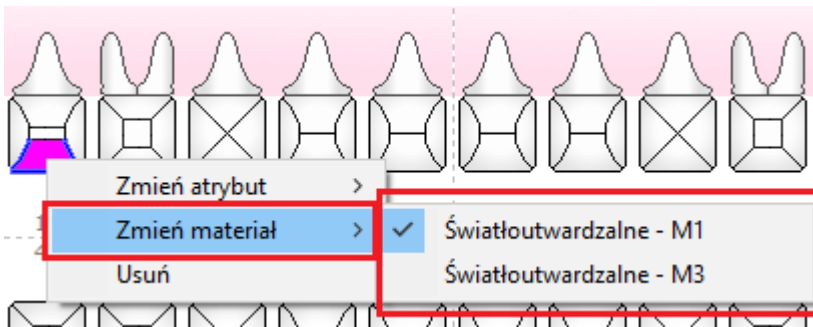 Zmień atrybut
Zmień materiał
Światłoutwardzalne - M1
Światłoutwardzalne - M3
Usuń